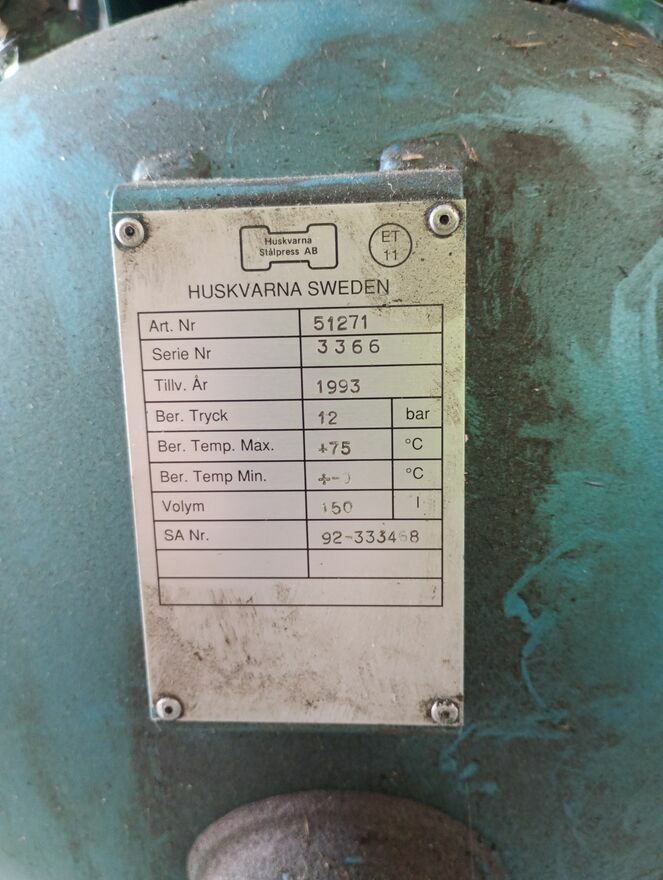 Huskvarna
Stålpress AB
ET
11
HUSKVARNA SWEDEN
Art. Nr 51271
Serie Nr 3366
Tillv. År 1993
Ber. Tryck 12 bar
Ber. Temp. Max. +75 °C
Ber. Temp Min. °C
Volym 150 l
SA Nr.